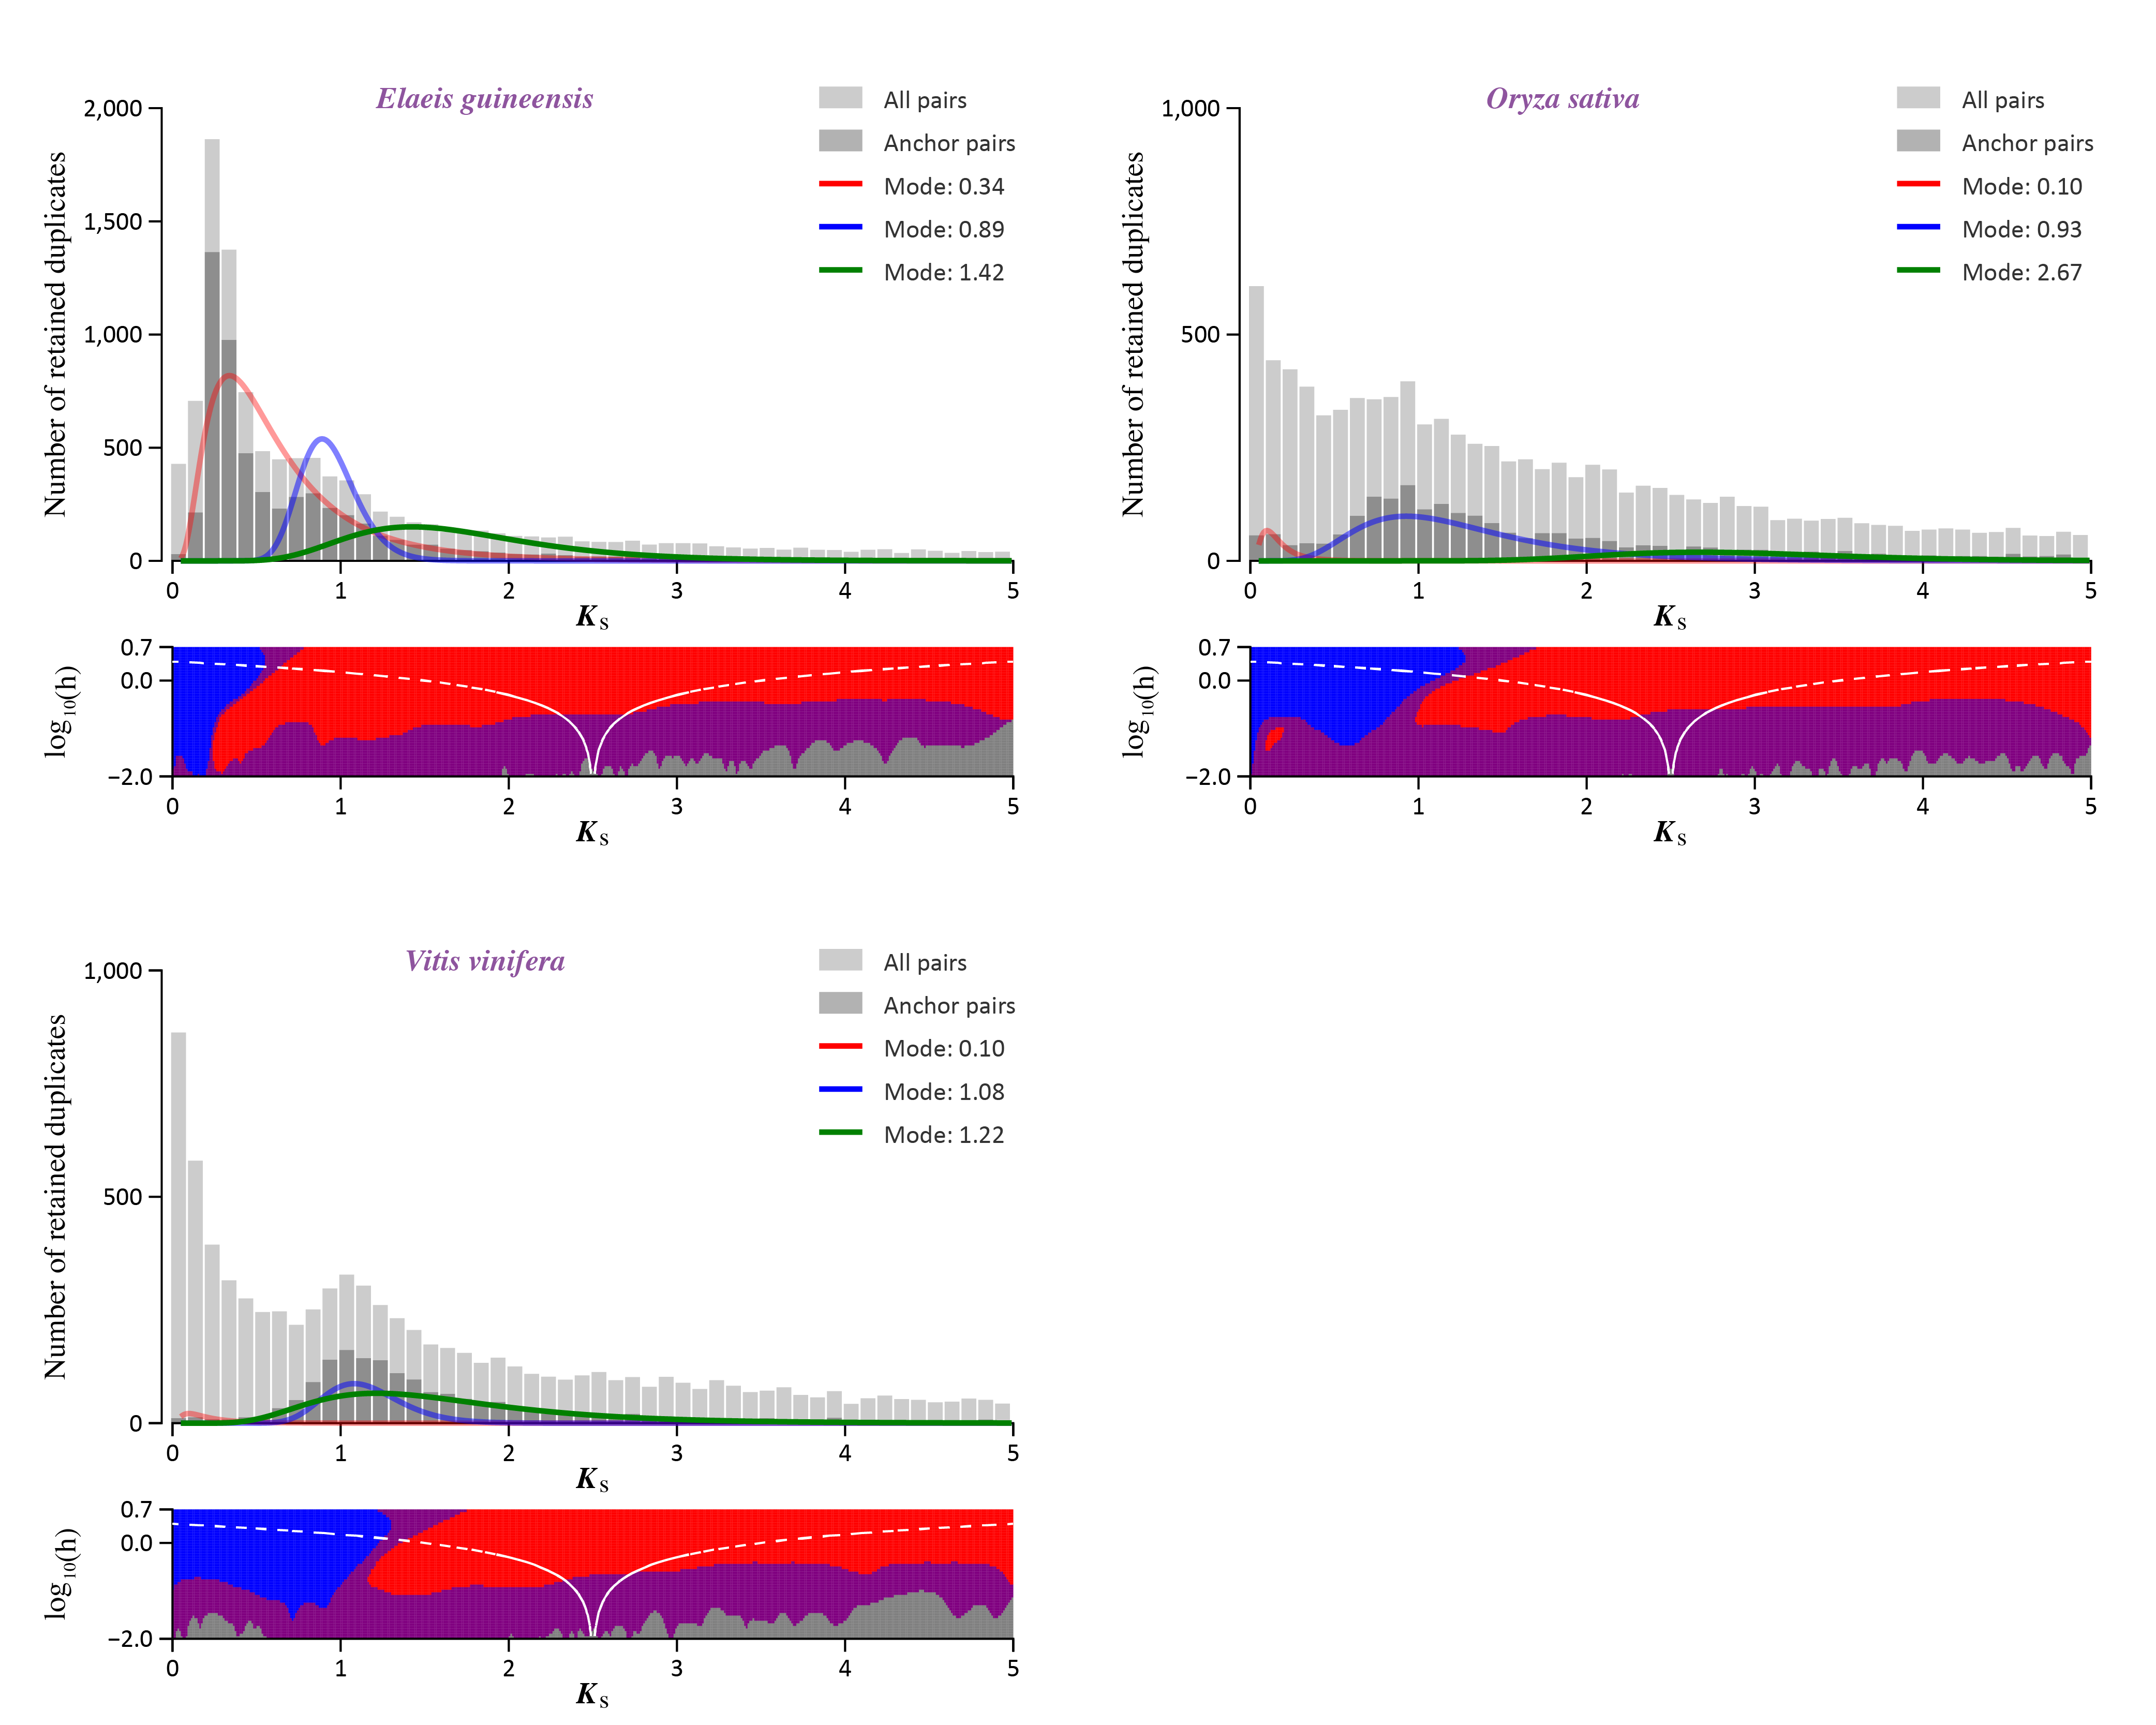 Elaeis guineensis
2,000
1,500
1,000
500
0
Number of retained duplicates
All pairs
Anchor pairs
Mode: 0.34
Mode: 0.89
Mode: 1.42
0 1 2 3 4 5
Ks
0.7
0.0
−2.0
log10(h)
0 1 2 3 4 5
Ks
Oryza sativa
1,000
500
0
Number of retained duplicates
All pairs
Anchor pairs
Mode: 0.10
Mode: 0.93
Mode: 2.67
0 1 2 3 4 5
Ks
0.7
0.0
−2.0
log10(h)
0 1 2 3 4 5
Ks
Vitis vinifera
1,000
500
0
Number of retained duplicates
All pairs
Anchor pairs
Mode: 0.10
Mode: 1.08
Mode: 1.22
0 1 2 3 4 5
Ks
0.7
0.0
−2.0
log10(h)
0 1 2 3 4 5
Ks